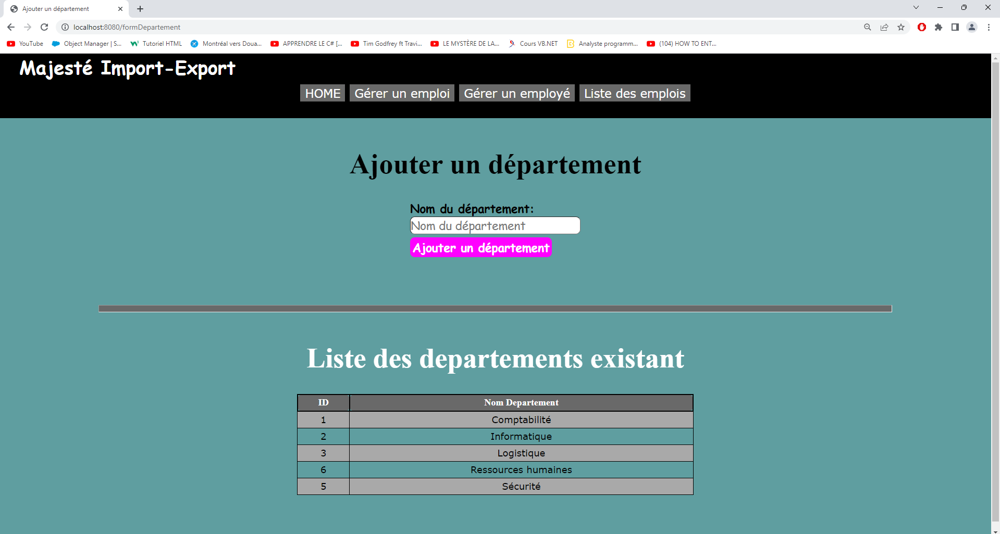 Ajouter un département
localhost:8080/formDepartement
YouTube Object Manager | S... Tutoriel HTML Montréal vers Doua... APPRENDRE LE C# [... Tim Godfrey ft Travi... LE MYSTÈRE DE LA... Cours VB.NET Analyste programm... (104) HOW TO ENT...
Majesté Import-Export
HOME Gérer un emploi Gérer un employé Liste des emplois
Ajouter un département
Nom du département:
Nom du département
Ajouter un département
Liste des departements existant
ID Nom Departement
1 Comptabilité
2 Informatique
3 Logistique
6 Ressources humaines
5 Sécurité